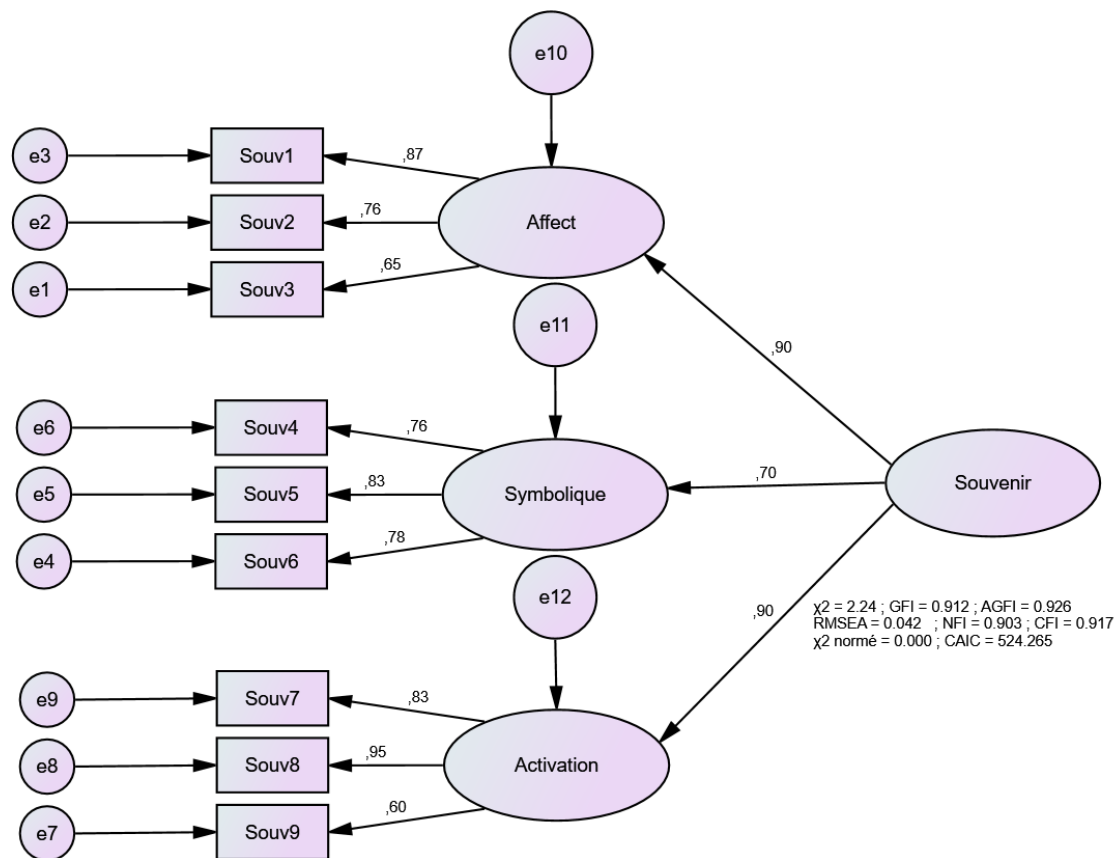 e10
e3
Souv1
,87
e2
Souv2
,76
Affect
e1
Souv3
,65
e11
,90
e6
Souv4
,76
e5
Souv5
,83
Symbolique
,70
Souvenir
e4
Souv6
,78
e12
,90
χ2 = 2.24 ; GFI = 0.912 ; AGFI = 0.926
RMSEA = 0.042 ; NFI = 0.903 ; CFI = 0.917
χ2 normé = 0.000 ; CAIC = 524.265
e9
Souv7
,83
e8
Souv8
,95
Activation
e7
Souv9
,60